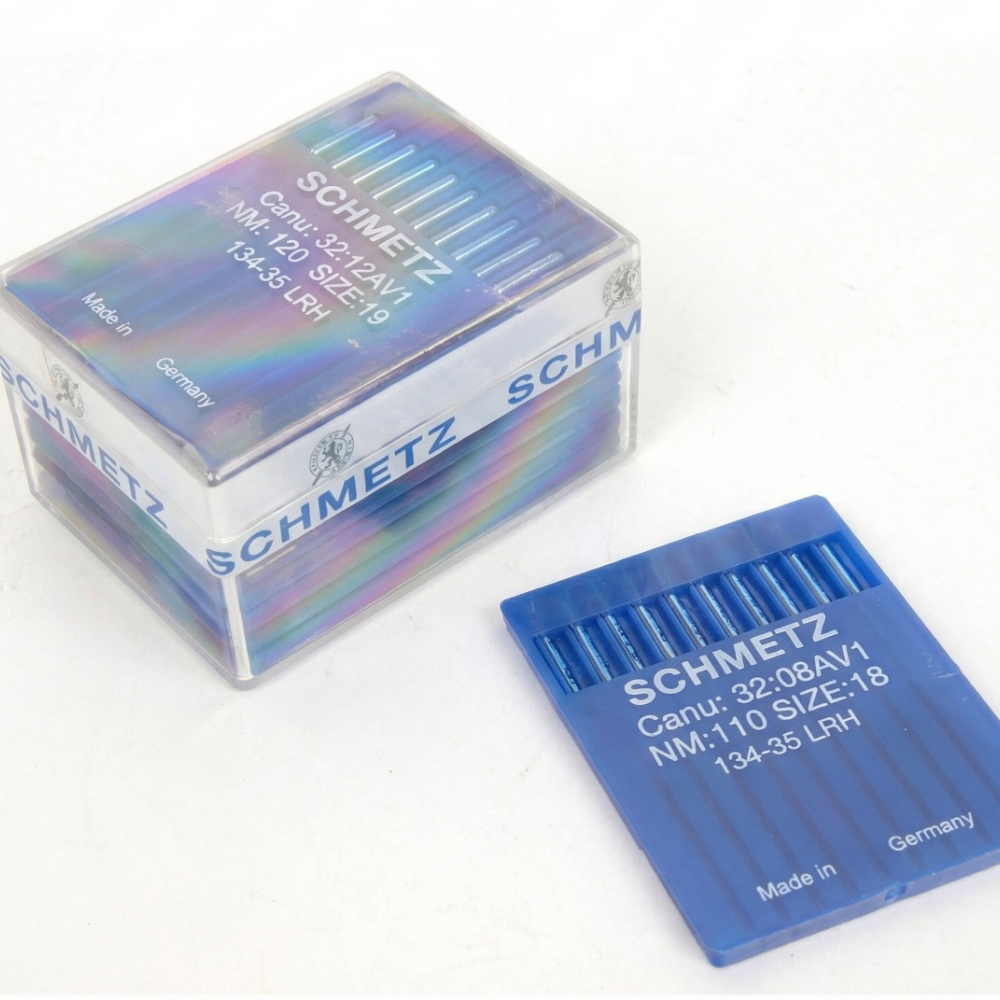 SCHMETZ
Canu: 32:12AV1
NM: 120 SIZE:19
134-35 LRH
Made in Germany
SCHMETZ
SCHMETZ
SCHM
SCHMETZ
Canu: 32:08AV1
NM:110 SIZE:18
134-35 LRH
Made in Germany